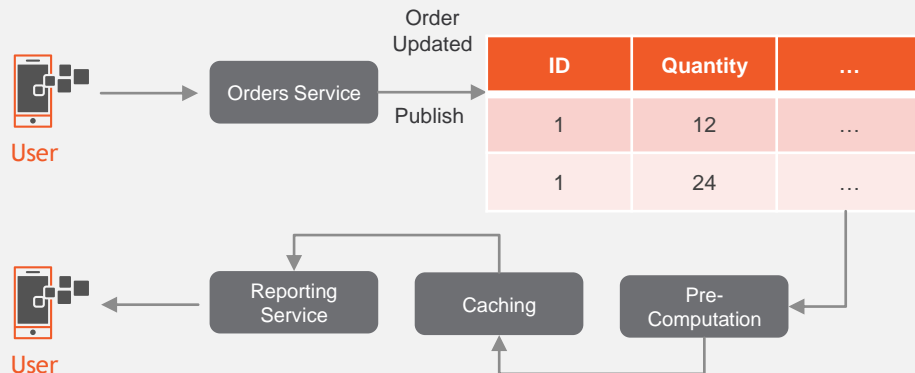 Order
Updated
Orders Service
Publish
User
ID Quantity ...
1 12 ...
1 24 ...
Reporting
Service
Caching
Pre-
Computation
User